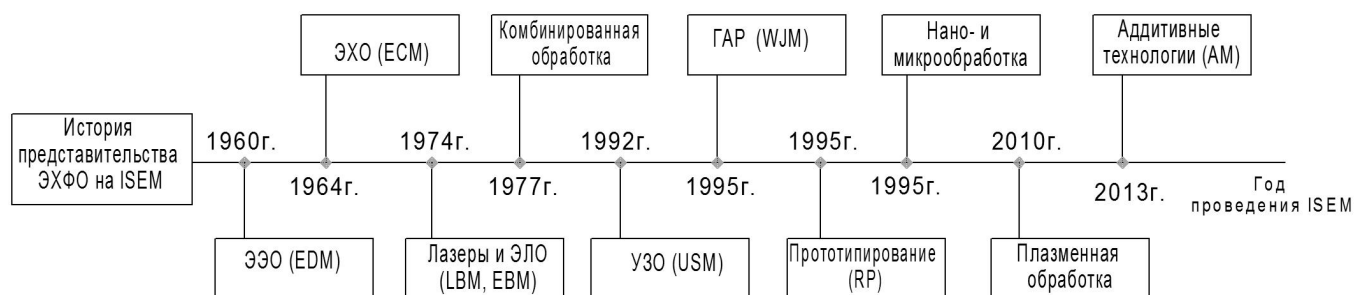 ЭХО (ECM)
Комбинированная
обработка
ГАР (WJM)
Нано- и
микрообработка
Аддитивные
технологии (AM)
История
представительства
ЭХФО на ISEM
1960г.
1964г.
1974г.
1977г.
1992г.
1995г.
1995г.
1995г.
2010г.
2013г.
Год
проведения ISEM
ЭЭО (EDM)
Лазеры и ЭЛО
(LBM, EBM)
УЗО (USM)
Прототипирование
(RP)
Плазменная
обработка